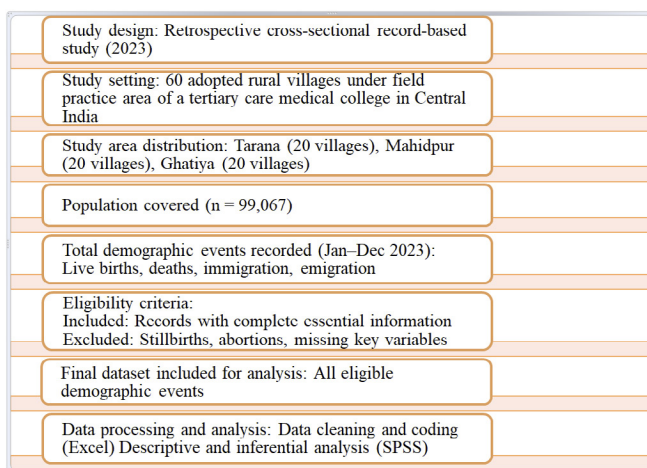 Study design: Retrospective cross-sectional record-based
study (2023)
Study setting: 60 adopted rural villages under field
practice area of a tertiary care medical college in Central
India
Study area distribution: Tarana (20 villages), Mahidpur
(20 villages), Ghatiya (20 villages)
Population covered (n = 99,067)
Total demographic events recorded (Jan–Dec 2023):
Live births, deaths, immigration, emigration
Eligibility criteria:
Included: Records with complete essential information
Excluded: Stillbirths, abortions, missing key variables
Final dataset included for analysis: All eligible
demographic events
Data processing and analysis: Data cleaning and coding
(Excel) Descriptive and inferential analysis (SPSS)